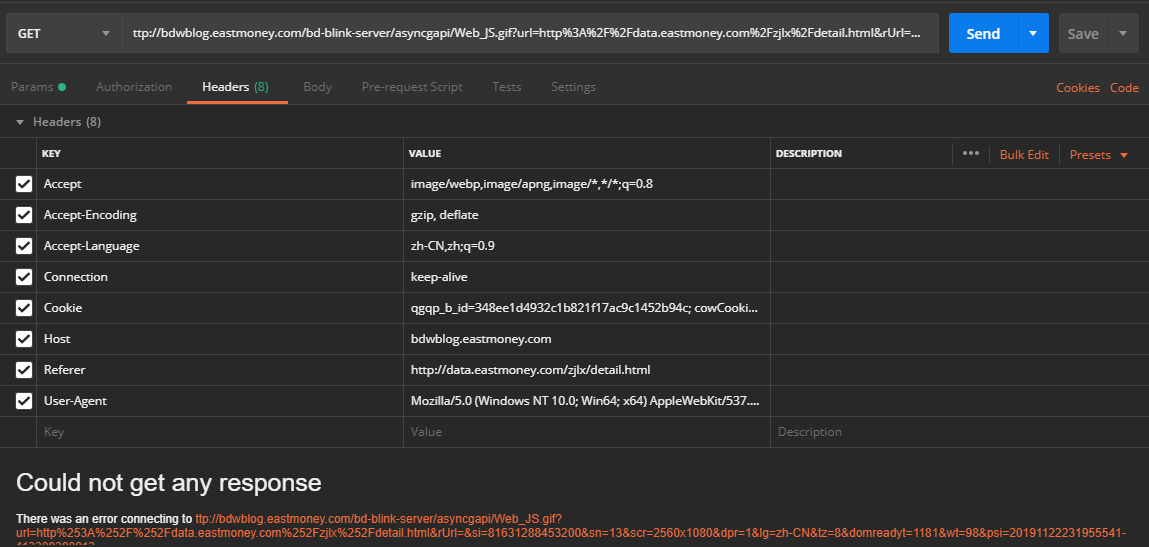 GET ttp://bdwblog.eastmoney.com/bd-blink-server/asyncgapi/Web_JS.gif?url=http%3A%2F%2Fdata.eastmoney.com%2Fzjlx%2Fdetail.html&rUrl=... Send Save
Params Authorization Headers (8) Body Pre-request Script Tests Settings Cookies Code
Headers (8)
KEY VALUE DESCRIPTION ••• Bulk Edit Presets
Accept image/webp,image/apng,image/*,*/*;q=0.8
Accept-Encoding gzip, deflate
Accept-Language zh-CN,zh;q=0.9
Connection keep-alive
Cookie qgqp_b_id=348ee1d4932c1b821f17ac9c1452b94c; cowCooki...
Host bdwblog.eastmoney.com
Referer http://data.eastmoney.com/zjlx/detail.html
User-Agent Mozilla/5.0 (Windows NT 10.0; Win64; x64) AppleWebKit/537....
Key Value Description
Could not get any response
There was an error connecting to ttp://bdwblog.eastmoney.com/bd-blink-server/asyncgapi/Web_JS.gif?
url=http%253A%252F%252Fdata.eastmoney.com%252Fzjlx%252Fdetail.html&rUrl=&si=81631288453200&sn=13&scr=2560x1080&dpr=1&lg=zh-CN&tz=8&domreadyt=1181&wt=98&psi=20191122231955541-